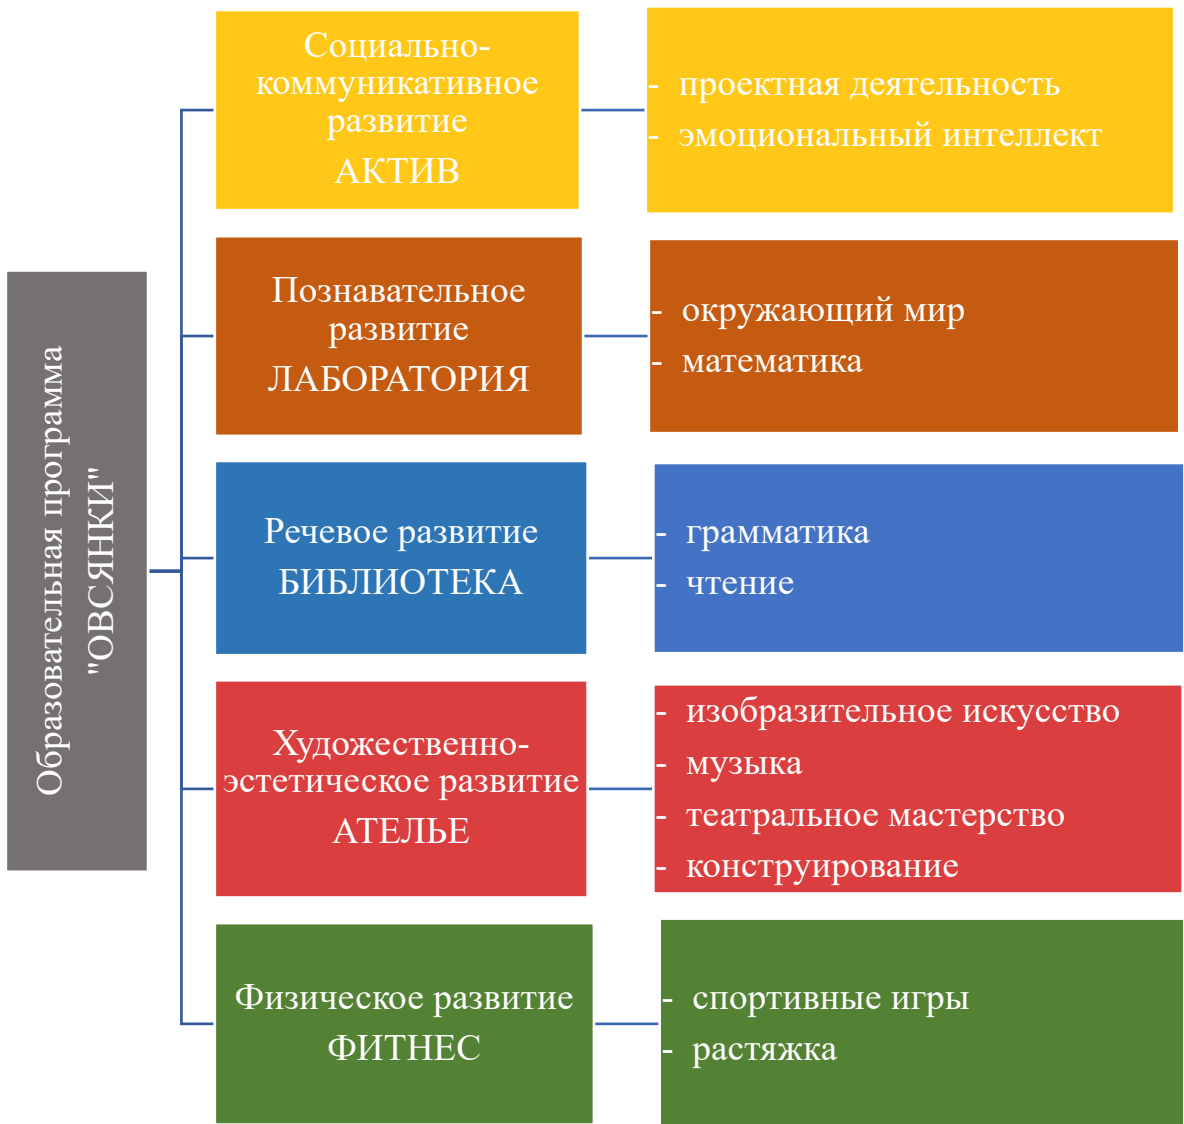 Образовательная программа
"ОВСЯНКИ"
Социально-
коммуникативное
развитие
АКТИВ
- проектная деятельность
- эмоциональный интеллект
Познавательное
развитие
ЛАБОРАТОРИЯ
- окружающий мир
- математика
Речевое развитие
БИБЛИОТЕКА
- грамматика
- чтение
Художественно-
эстетическое развитие
АТЕЛЬЕ
- изобразительное искусство
- музыка
- театральное мастерство
- конструирование
Физическое развитие
ФИТНЕС
- спортивные игры
- растяжка